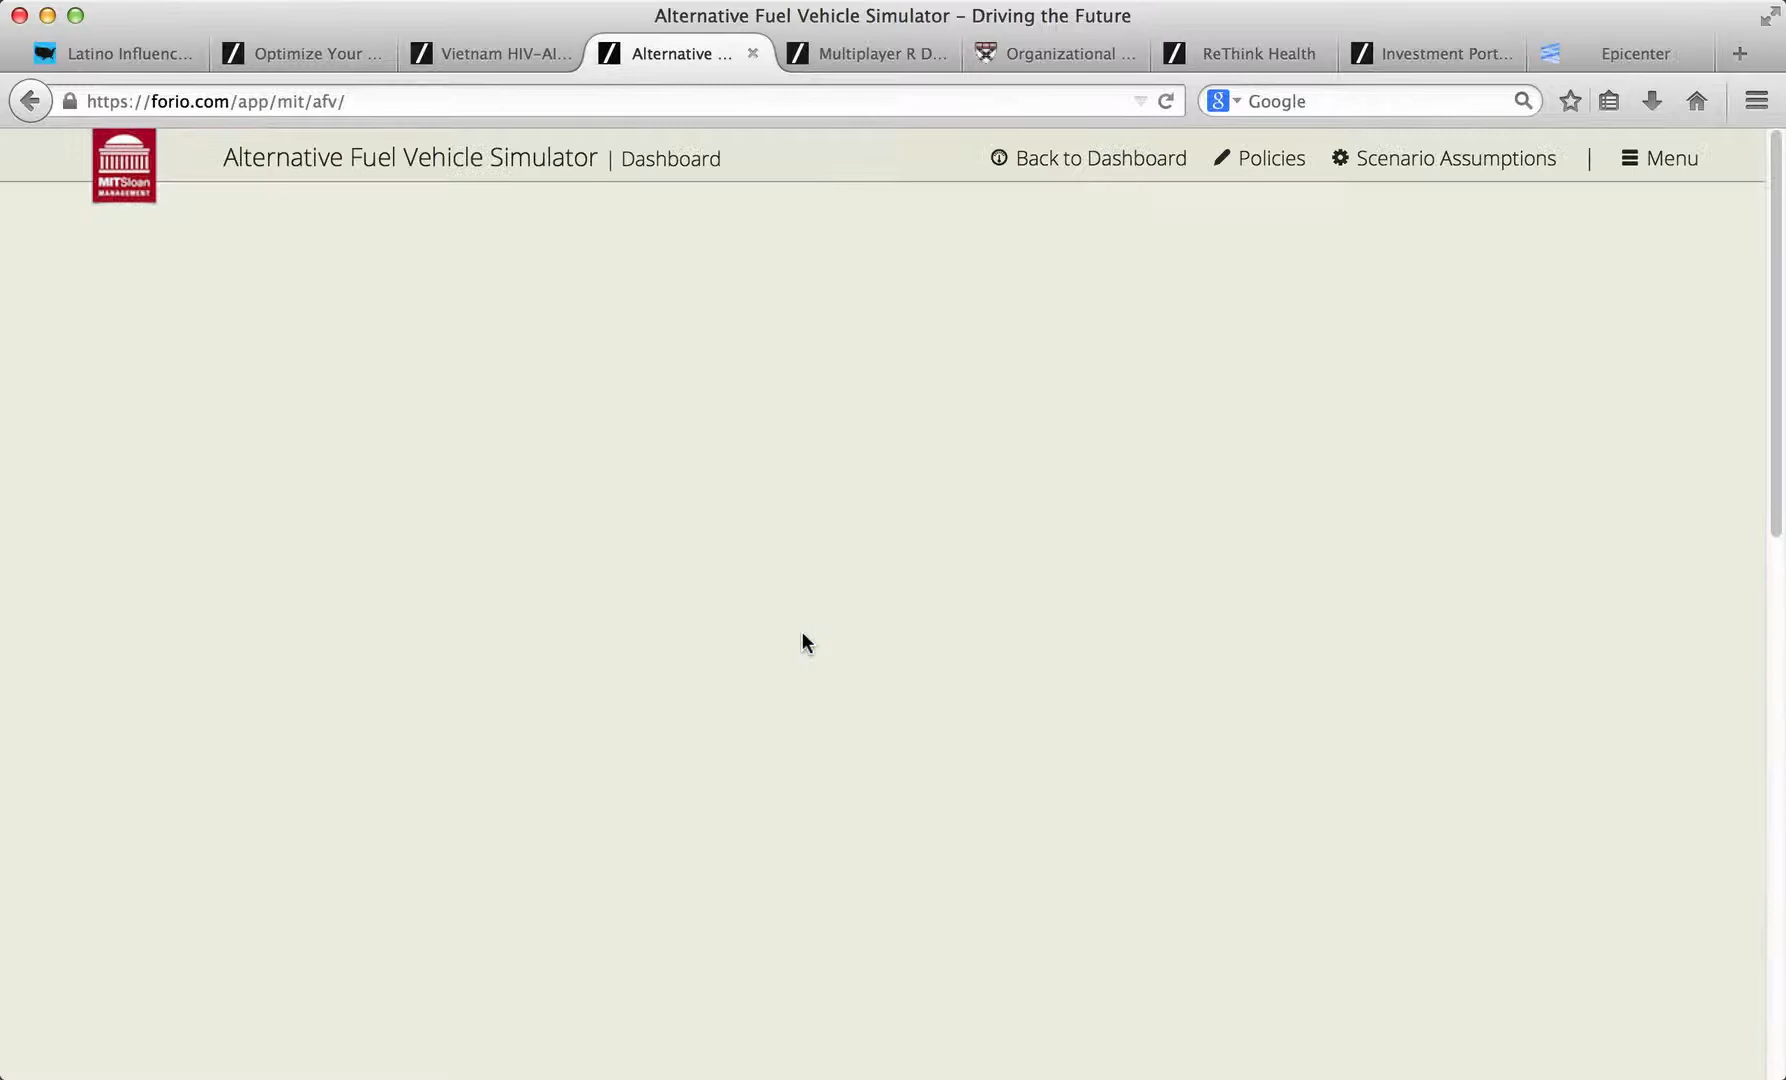 Alternative Fuel Vehicle Simulator – Driving the Future
Latino Influenc... Optimize Your ... Vietnam HIV–AI... Alternative ... Multiplayer R D... Organizational ... ReThink Health Investment Port... Epicenter
https://forio.com/app/mit/afv/ Google
MITSloan
MANAGEMENT
Alternative Fuel Vehicle Simulator | Dashboard Back to Dashboard Policies Scenario Assumptions | Menu